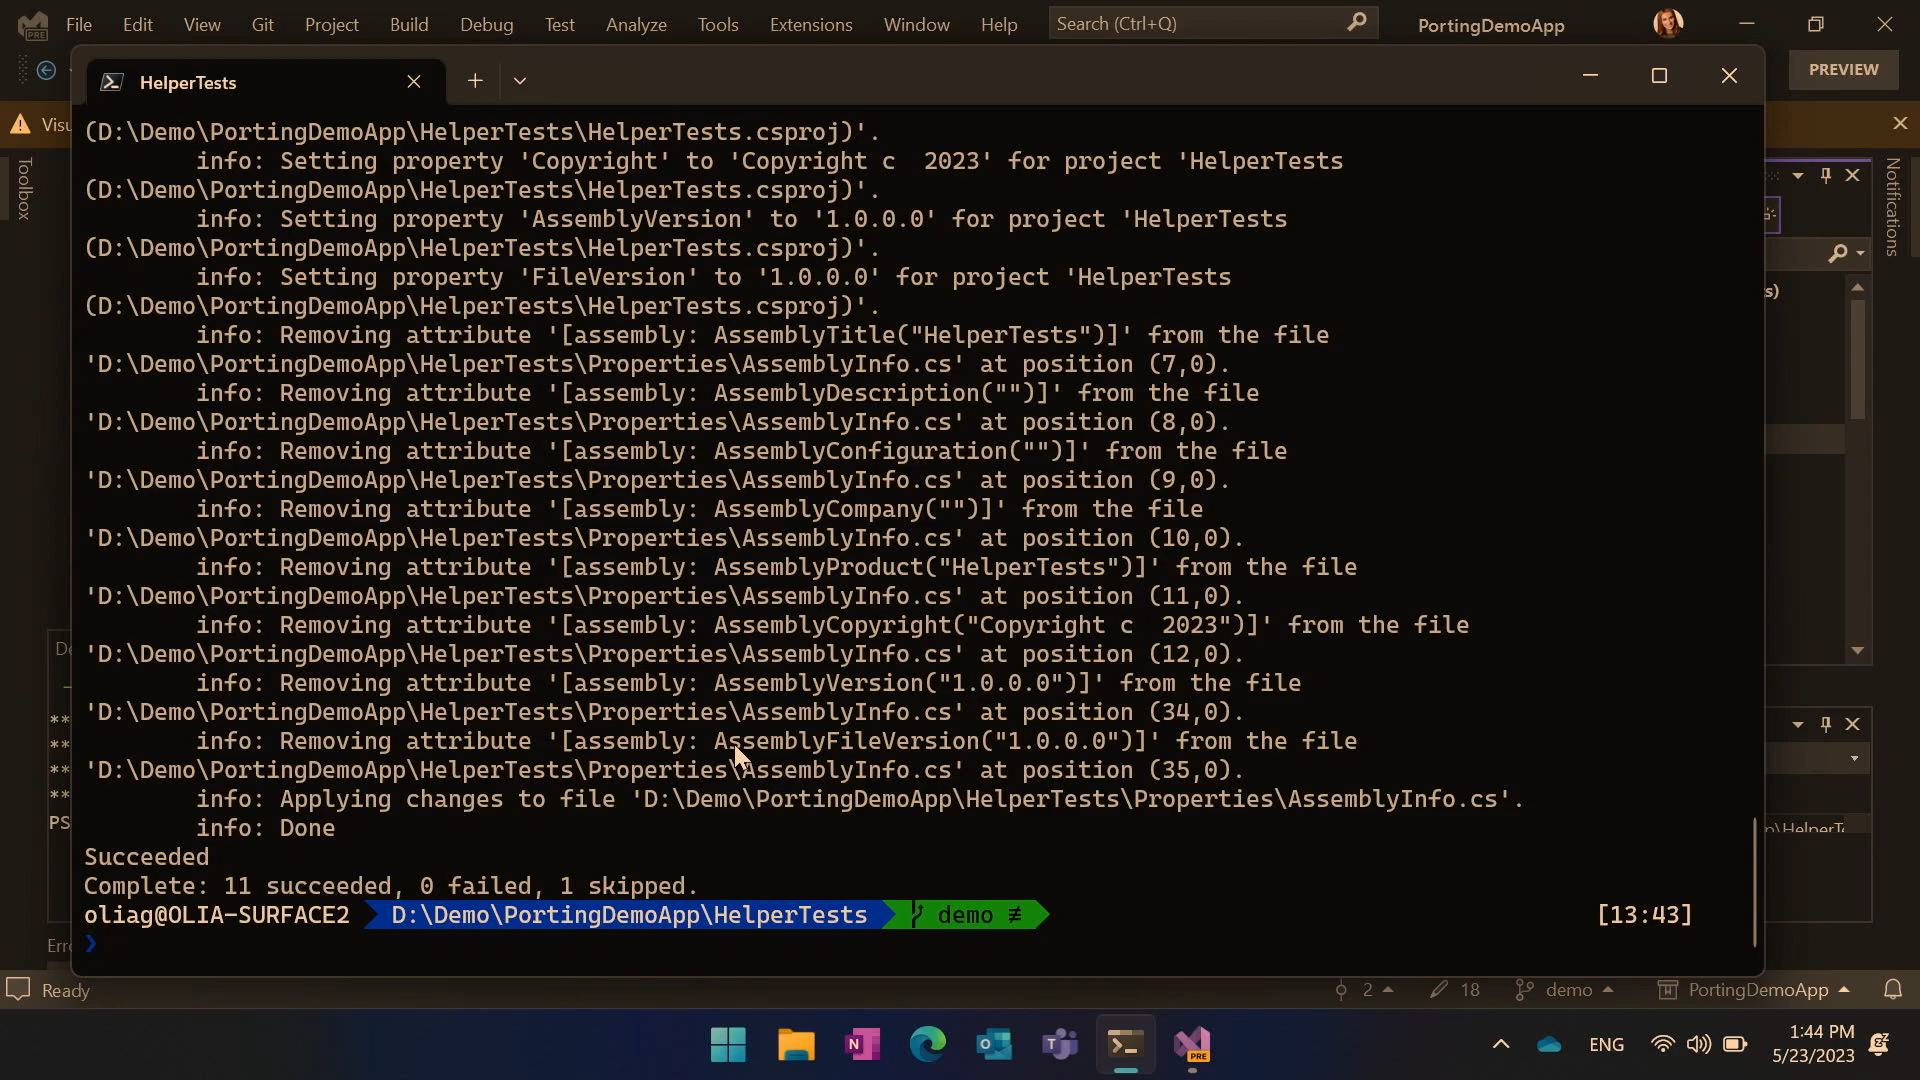 File Edit View Git Project Build Debug Test Analyze Tools Extensions Window Help Search (Ctrl+Q) PortingDemoApp
HelperTests
PREVIEW
Visu
Toolbox
Notifications
(D:\Demo\PortingDemoApp\HelperTests\HelperTests.csproj)'.
info: Setting property 'Copyright' to 'Copyright c  2023' for project 'HelperTests
(D:\Demo\PortingDemoApp\HelperTests\HelperTests.csproj)'.
info: Setting property 'AssemblyVersion' to '1.0.0.0' for project 'HelperTests
(D:\Demo\PortingDemoApp\HelperTests\HelperTests.csproj)'.
info: Setting property 'FileVersion' to '1.0.0.0' for project 'HelperTests
(D:\Demo\PortingDemoApp\HelperTests\HelperTests.csproj)'.
info: Removing attribute '[assembly: AssemblyTitle("HelperTests")]' from the file
'D:\Demo\PortingDemoApp\HelperTests\Properties\AssemblyInfo.cs' at position (7,0).
info: Removing attribute '[assembly: AssemblyDescription("")]' from the file
'D:\Demo\PortingDemoApp\HelperTests\Properties\AssemblyInfo.cs' at position (8,0).
info: Removing attribute '[assembly: AssemblyConfiguration("")]' from the file
'D:\Demo\PortingDemoApp\HelperTests\Properties\AssemblyInfo.cs' at position (9,0).
info: Removing attribute '[assembly: AssemblyCompany("")]' from the file
'D:\Demo\PortingDemoApp\HelperTests\Properties\AssemblyInfo.cs' at position (10,0).
info: Removing attribute '[assembly: AssemblyProduct("HelperTests")]' from the file
'D:\Demo\PortingDemoApp\HelperTests\Properties\AssemblyInfo.cs' at position (11,0).
info: Removing attribute '[assembly: AssemblyCopyright("Copyright c  2023")]' from the file
'D:\Demo\PortingDemoApp\HelperTests\Properties\AssemblyInfo.cs' at position (12,0).
info: Removing attribute '[assembly: AssemblyVersion("1.0.0.0")]' from the file
'D:\Demo\PortingDemoApp\HelperTests\Properties\AssemblyInfo.cs' at position (34,0).
info: Removing attribute '[assembly: AssemblyFileVersion("1.0.0.0")]' from the file
'D:\Demo\PortingDemoApp\HelperTests\Properties\AssemblyInfo.cs' at position (35,0).
info: Applying changes to file 'D:\Demo\PortingDemoApp\HelperTests\Properties\AssemblyInfo.cs'.
info: Done
Succeeded
Complete: 11 succeeded, 0 failed, 1 skipped.
oliag@OLIA-SURFACE2 D:\Demo\PortingDemoApp\HelperTests demo ≢ [13:43]
❯
s)
De
**
**
**
**
PS
Erro
Ready 2 18 demo PortingDemoApp
ENG 1:44 PM
5/23/2023